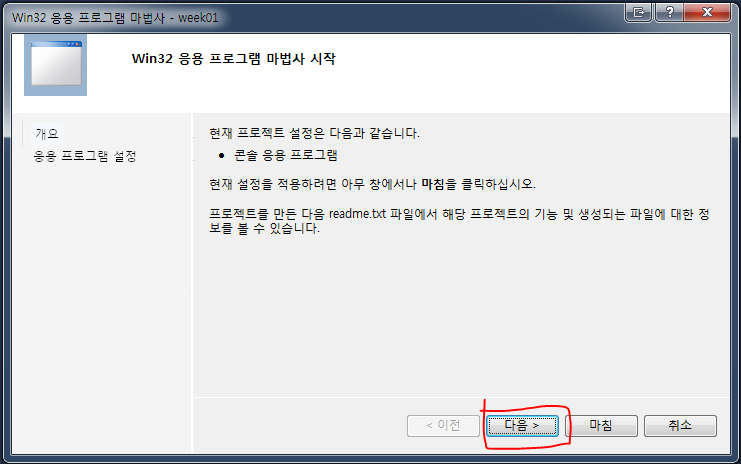 Win32 응용 프로그램 마법사 - week01
Win32 응용 프로그램 마법사 시작
개요
응용 프로그램 설정
현재 프로젝트 설정은 다음과 같습니다.
● 콘솔 응용 프로그램
현재 설정을 적용하려면 아무 창에서나 마침을 클릭하십시오.
프로젝트를 만든 다음 readme.txt 파일에서 해당 프로젝트의 기능 및 생성되는 파일에 대한 정
보를 볼 수 있습니다.
< 이전 다음 > 마침 취소